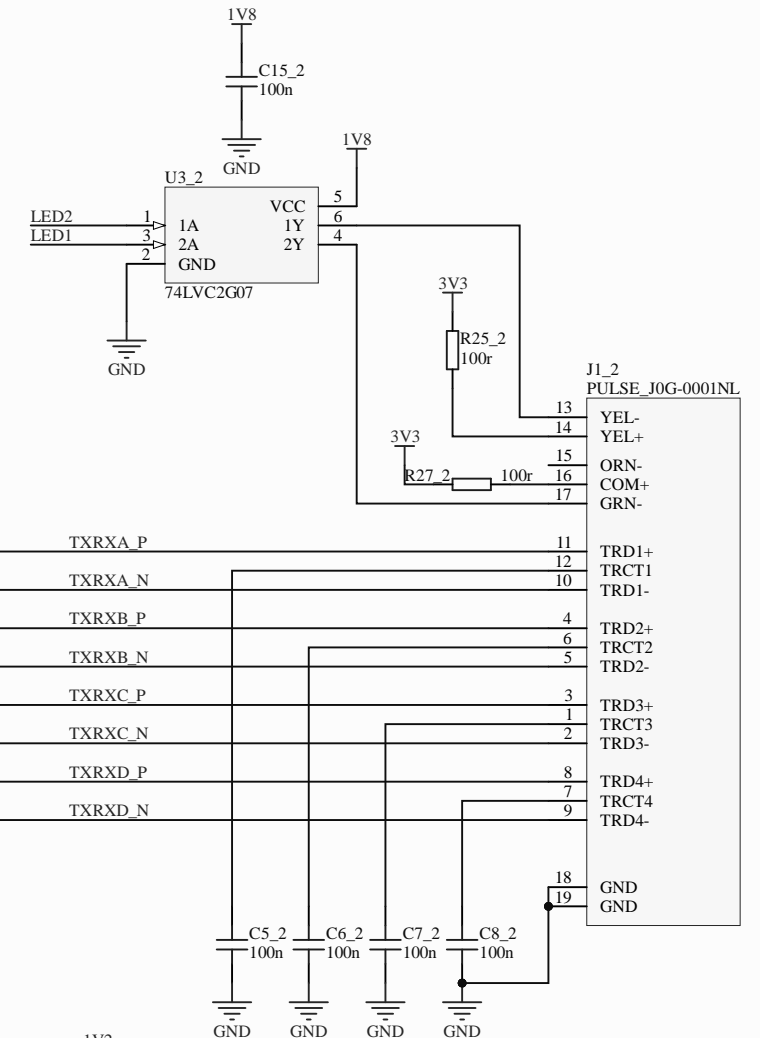 1V8
C15_2
100n
GND
1V8
U3_2
VCC 5
LED2 1 1A 1Y 6
LED1 3 2A 2Y 4
2 GND
74LVC2G07
GND
3V3
R25_2
100r
J1_2
PULSE_J0G-0001NL
13 YEL-
14 YEL+
3V3
15 ORN-
R27_2 100r 16 COM+
17 GRN-
TXRXA_P 11 TRD1+
12 TRCT1
TXRXA_N 10 TRD1-
TXRXB_P 4 TRD2+
6 TRCT2
TXRXB_N 5 TRD2-
TXRXC_P 3 TRD3+
1 TRCT3
TXRXC_N 2 TRD3-
TXRXD_P 8 TRD4+
7 TRCT4
TXRXD_N 9 TRD4-
18 GND
19 GND
C5_2 C6_2 C7_2 C8_2
100n 100n 100n 100n
GND GND GND GND